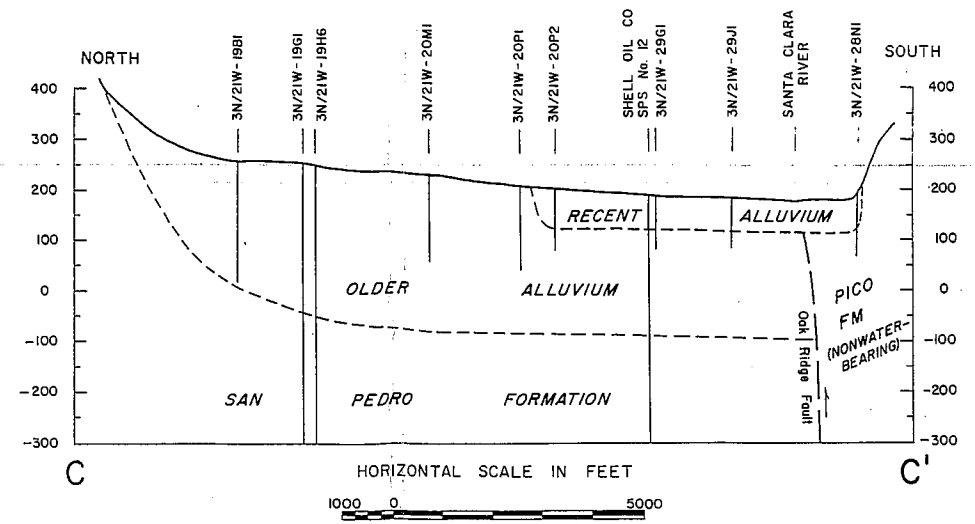 NORTH
SOUTH
3N/21W-19B1
3N/21W-19G1
3N/21W-19H6
3N/21W-20M1
3N/21W-20P1
3N/21W-20P2
SHELL OIL CO
SPS No. 12
3N/21W-29G1
3N/21W-29J1
SANTA CLARA
RIVER
3N/21W-28N1
400
300
200
100
0
-100
-200
-300
400
300
200
100
0
-100
-200
-300
RECENT ALLUVIUM
OLDER ALLUVIUM
SAN PEDRO FORMATION
Oak Ridge Fault
PICO
FM
(NONWATER-
BEARING)
C
C'
HORIZONTAL SCALE IN FEET
1000 0 5000